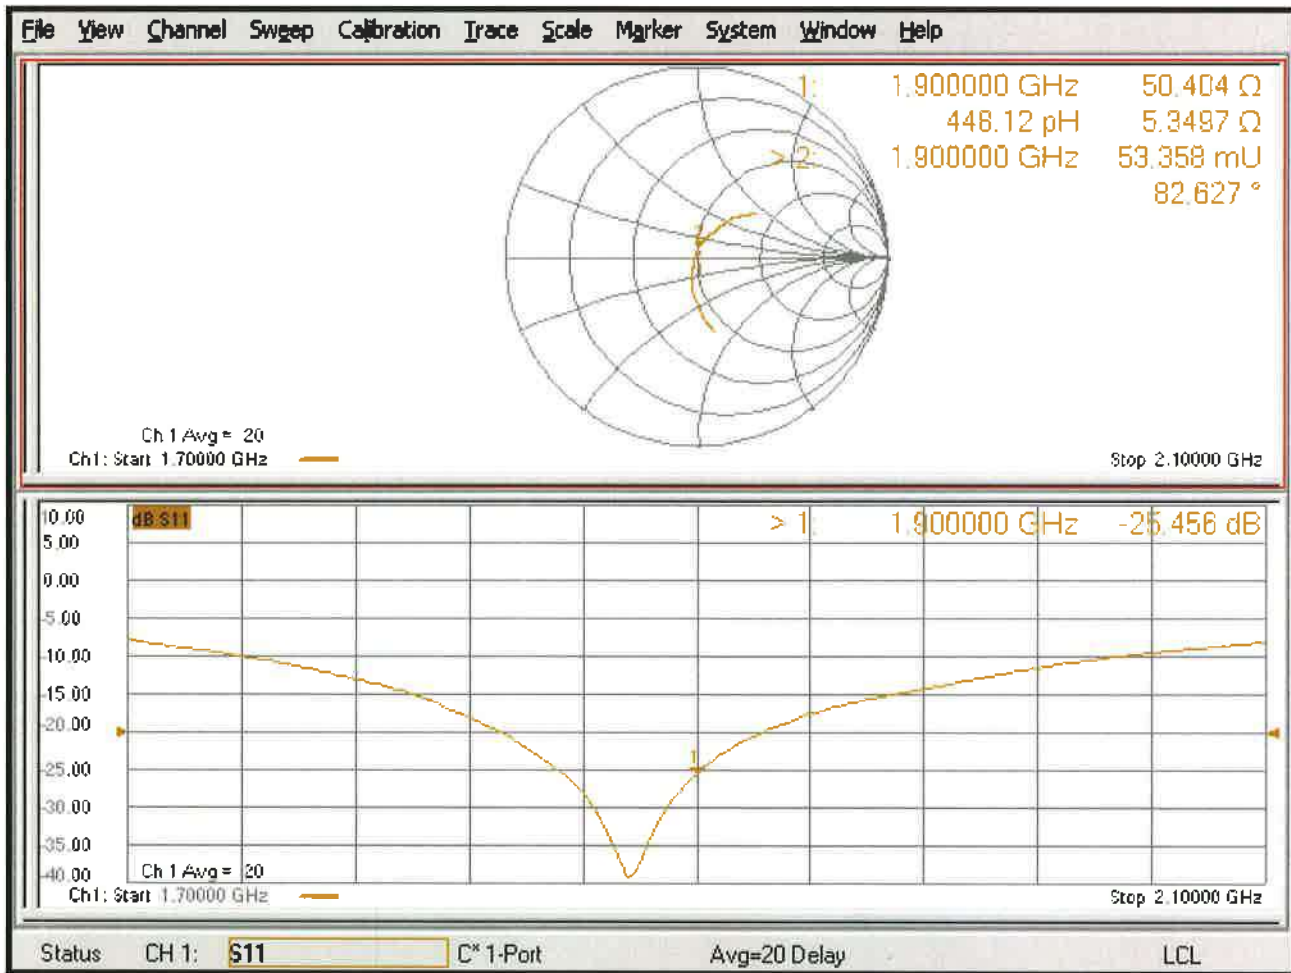 File View Channel Sweep Calibration Trace Scale Marker System Window Help
1: 1.900000 GHz 50.404 Ω
448.12 pH 5.3497 Ω
> 2: 1.900000 GHz 53.358 mU
82.627 °
2
Ch 1 Avg = 20
Ch1: Start 1.70000 GHz
Stop 2.10000 GHz
10.00
dB S11
> 1: 1.900000 GHz -25.456 dB
5.00
0.00
-5.00
-10.00
-15.00
-20.00
1
-25.00
-30.00
-35.00
-40.00
Ch 1 Avg = 20
Ch1: Start 1.70000 GHz
Stop 2.10000 GHz
Status CH 1: S11 C* 1-Port Avg=20 Delay LCL